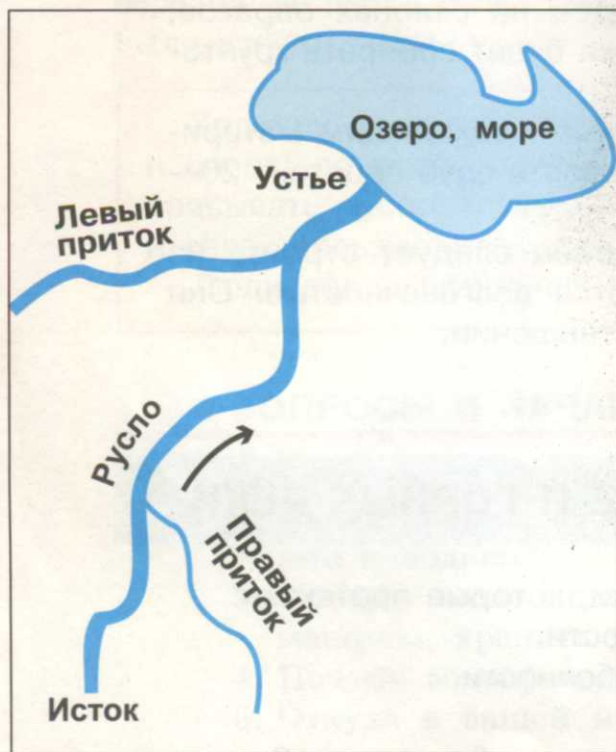 Озеро, море
Устье
Левый
приток
Русло
Правый
приток
Исток